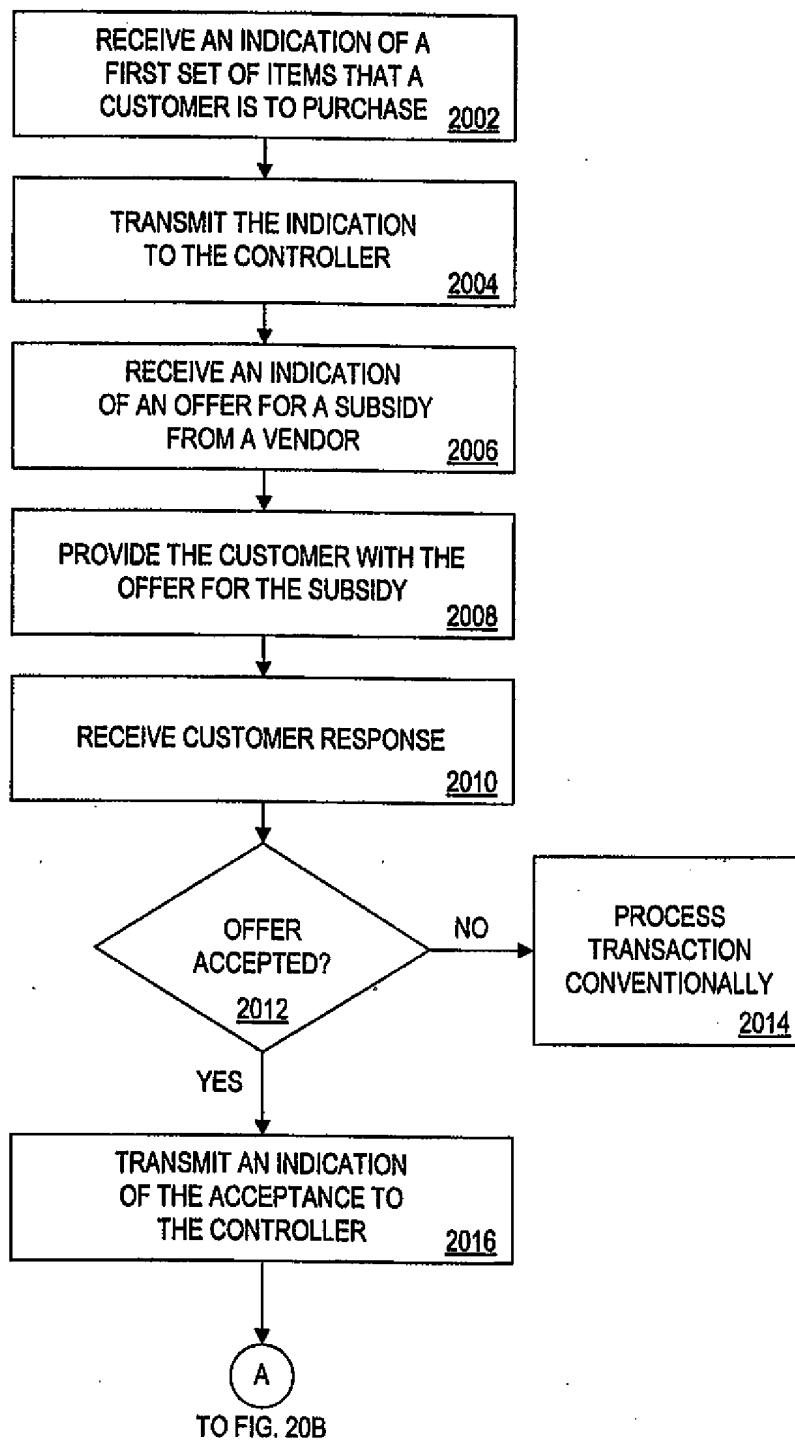 RECEIVE AN INDICATION OF A
FIRST SET OF ITEMS THAT A
CUSTOMER IS TO PURCHASE
2002
TRANSMIT THE INDICATION
TO THE CONTROLLER
2004
RECEIVE AN INDICATION
OF AN OFFER FOR A SUBSIDY
FROM A VENDOR
2006
PROVIDE THE CUSTOMER WITH THE
OFFER FOR THE SUBSIDY
2008
RECEIVE CUSTOMER RESPONSE
2010
OFFER
ACCEPTED?
2012
NO
PROCESS
TRANSACTION
CONVENTIONALLY
2014
YES
TRANSMIT AN INDICATION
OF THE ACCEPTANCE TO
THE CONTROLLER
2016
A
TO FIG. 20B